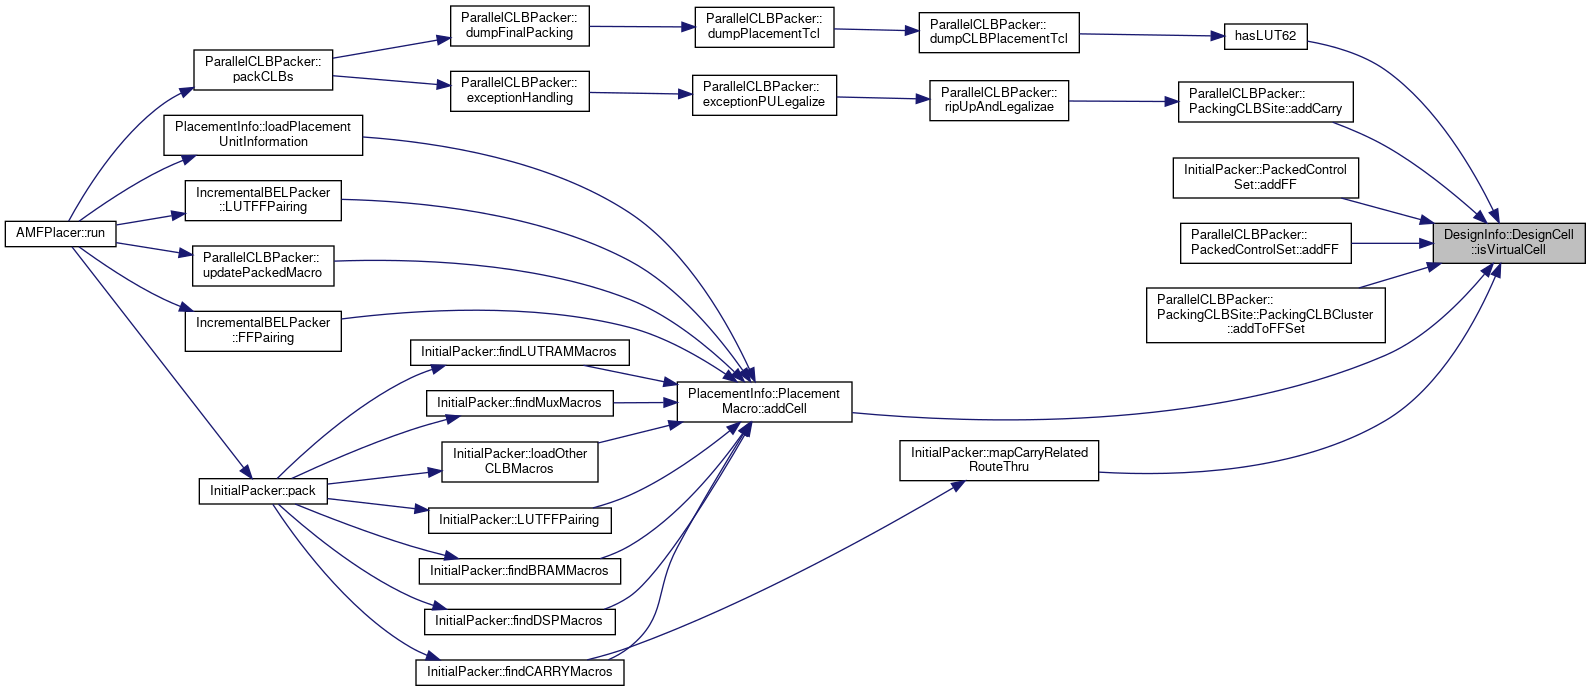 ParallelCLBPacker::
dumpFinalPacking
ParallelCLBPacker::
dumpPlacementTcl
ParallelCLBPacker::
dumpCLBPlacementTcl
hasLUT62
ParallelCLBPacker::
packCLBs
ParallelCLBPacker::
exceptionHandling
ParallelCLBPacker::
exceptionPULegalize
ParallelCLBPacker::
ripUpAndLegalizae
ParallelCLBPacker::
PackingCLBSite::addCarry
PlacementInfo::loadPlacement
UnitInformation
InitialPacker::PackedControl
Set::addFF
IncrementalBELPacker
::LUTFFPairing
AMFPlacer::run
ParallelCLBPacker::
PackedControlSet::addFF
DesignInfo::DesignCell
::isVirtualCell
ParallelCLBPacker::
updatePackedMacro
ParallelCLBPacker::
PackingCLBSite::PackingCLBCluster
::addToFFSet
IncrementalBELPacker
::FFPairing
InitialPacker::findLUTRAMMacros
InitialPacker::findMuxMacros
PlacementInfo::Placement
Macro::addCell
InitialPacker::loadOther
CLBMacros
InitialPacker::mapCarryRelated
RouteThru
InitialPacker::pack
InitialPacker::LUTFFPairing
InitialPacker::findBRAMMacros
InitialPacker::findDSPMacros
InitialPacker::findCARRYMacros